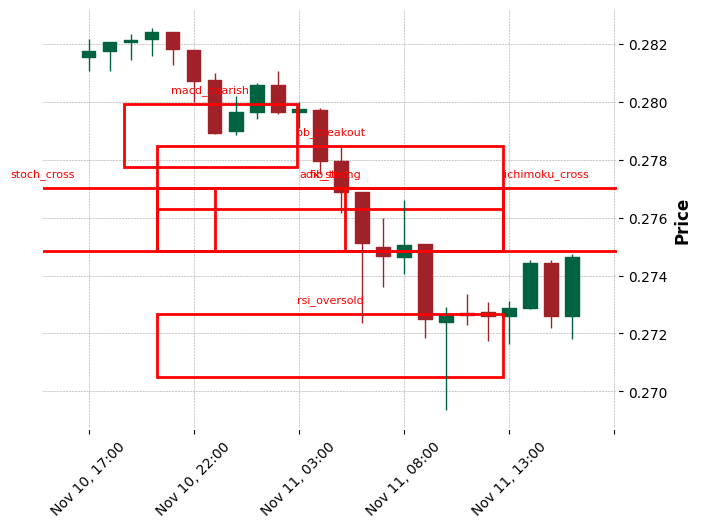 0.282
macd_bearish
0.280
bb_breakout
0.278
stoch_cross
ichimoku_cross
0.276
Price
0.274
rsi_oversold
0.272
0.270
Nov 10, 17:00
Nov 10, 22:00
Nov 11, 03:00
Nov 11, 08:00
Nov 11, 13:00